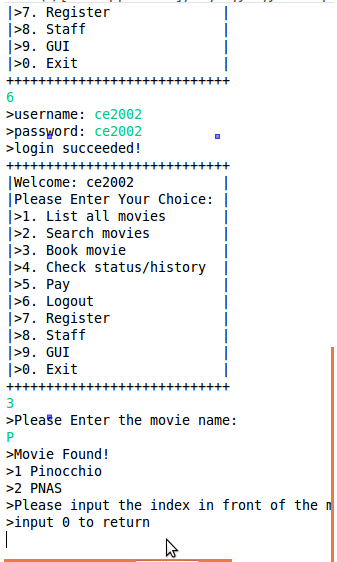 |>7. Register |
|>8. Staff |
|>9. GUI |
|>0. Exit |
++++++++++++++++++++++++++++
6
>username: ce2002
>password: ce2002
>login succeeded!
++++++++++++++++++++++++++++
|Welcome: ce2002 |
|Please Enter Your Choice: |
|>1. List all movies |
|>2. Search movies |
|>3. Book movie |
|>4. Check status/history |
|>5. Pay |
|>6. Logout |
|>7. Register |
|>8. Staff |
|>9. GUI |
|>0. Exit |
++++++++++++++++++++++++++++
3
>Please Enter the movie name:
P
>Movie Found!
>1 Pinocchio
>2 PNAS
>Please input the index in front of the
>input 0 to return